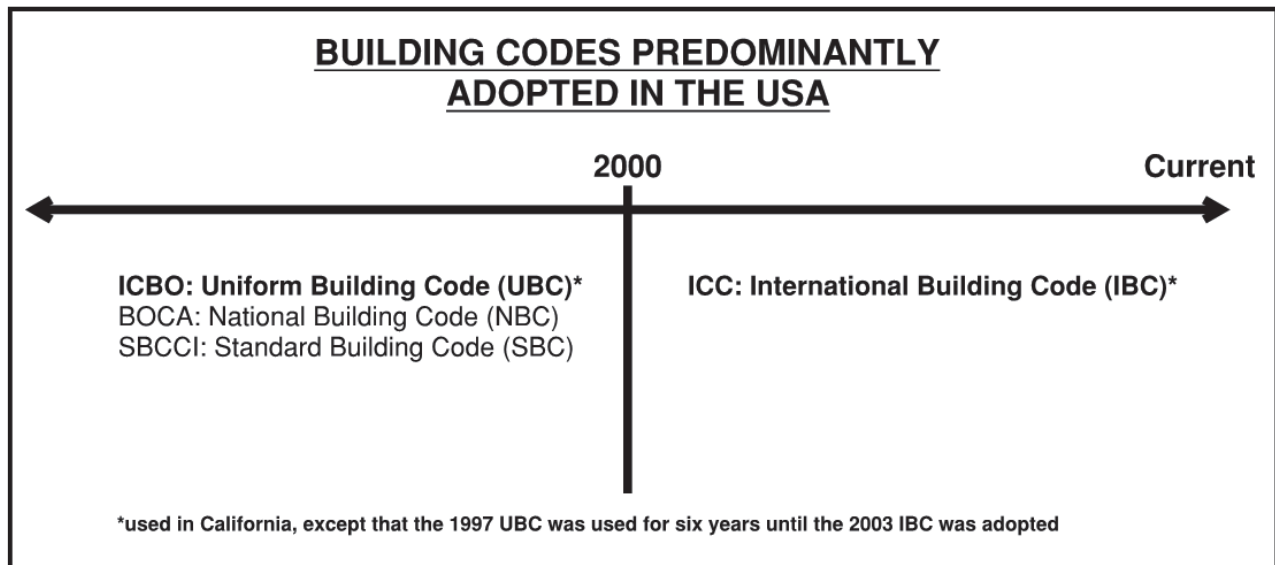 BUILDING CODES PREDOMINANTLY
ADOPTED IN THE USA
2000
Current
ICBO: Uniform Building Code (UBC)*
BOCA: National Building Code (NBC)
SBCCI: Standard Building Code (SBC)
ICC: International Building Code (IBC)*
*used in California, except that the 1997 UBC was used for six years until the 2003 IBC was adopted